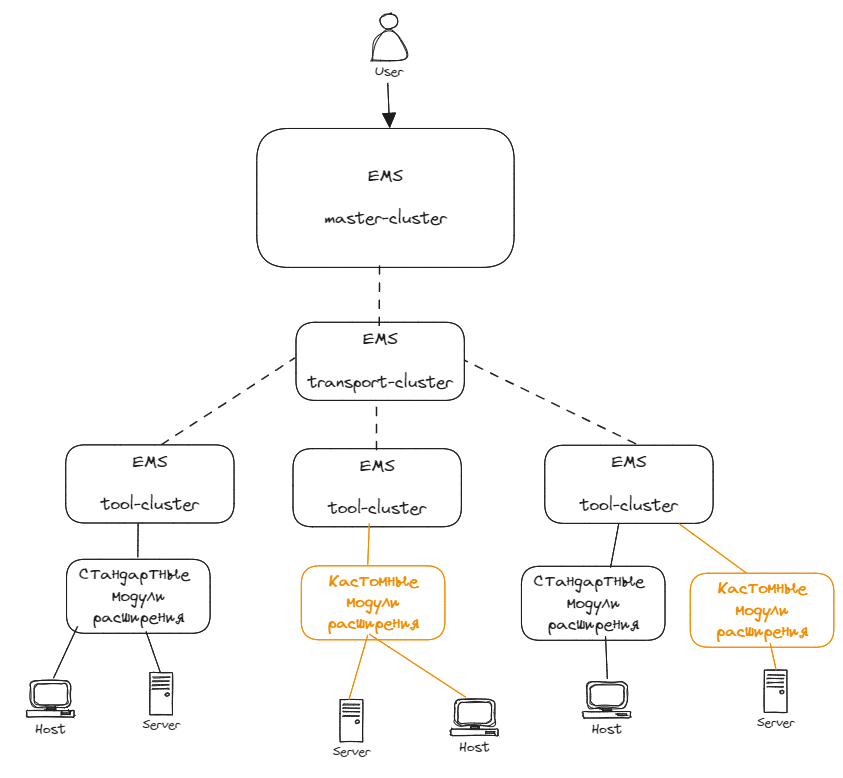 User
EMS
master-cluster
EMS
transport-cluster
EMS
tool-cluster
EMS
tool-cluster
EMS
tool-cluster
Стандартные
модули
расширения
Кастомные
модули
расширения
Стандартные
модули
расширения
Кастомные
модули
расширения
Host
Server
Server
Host
Host
Server